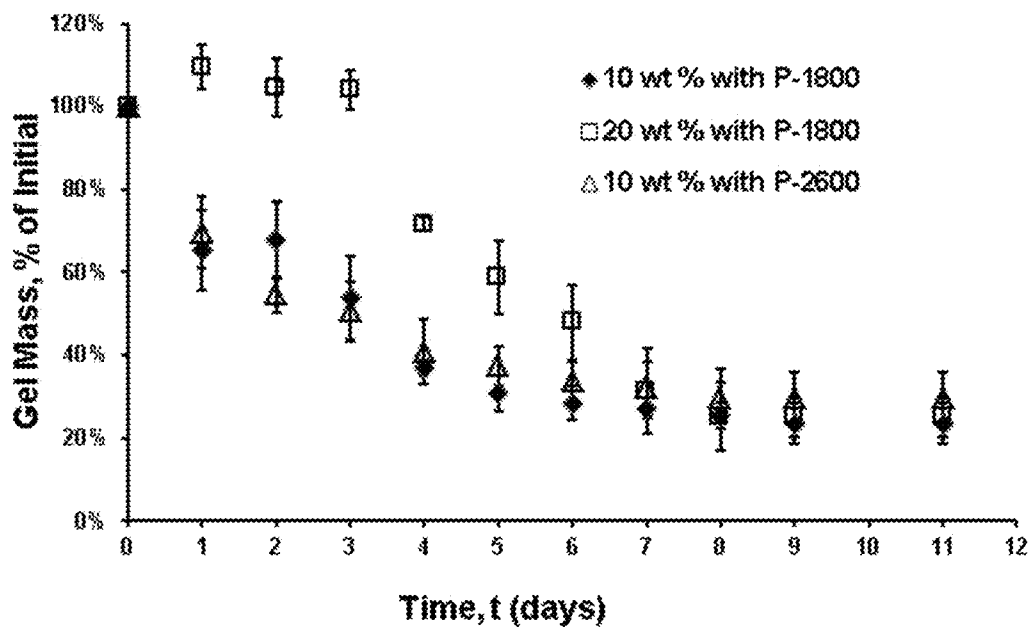 120%
100%
80%
60%
40%
20%
0%
Gel Mass, % of Initial
10 wt % with P-1800
20 wt % with P-1800
10 wt % with P-2600
0 1 2 3 4 5 6 7 8 9 10 11 12
Time, t (days)